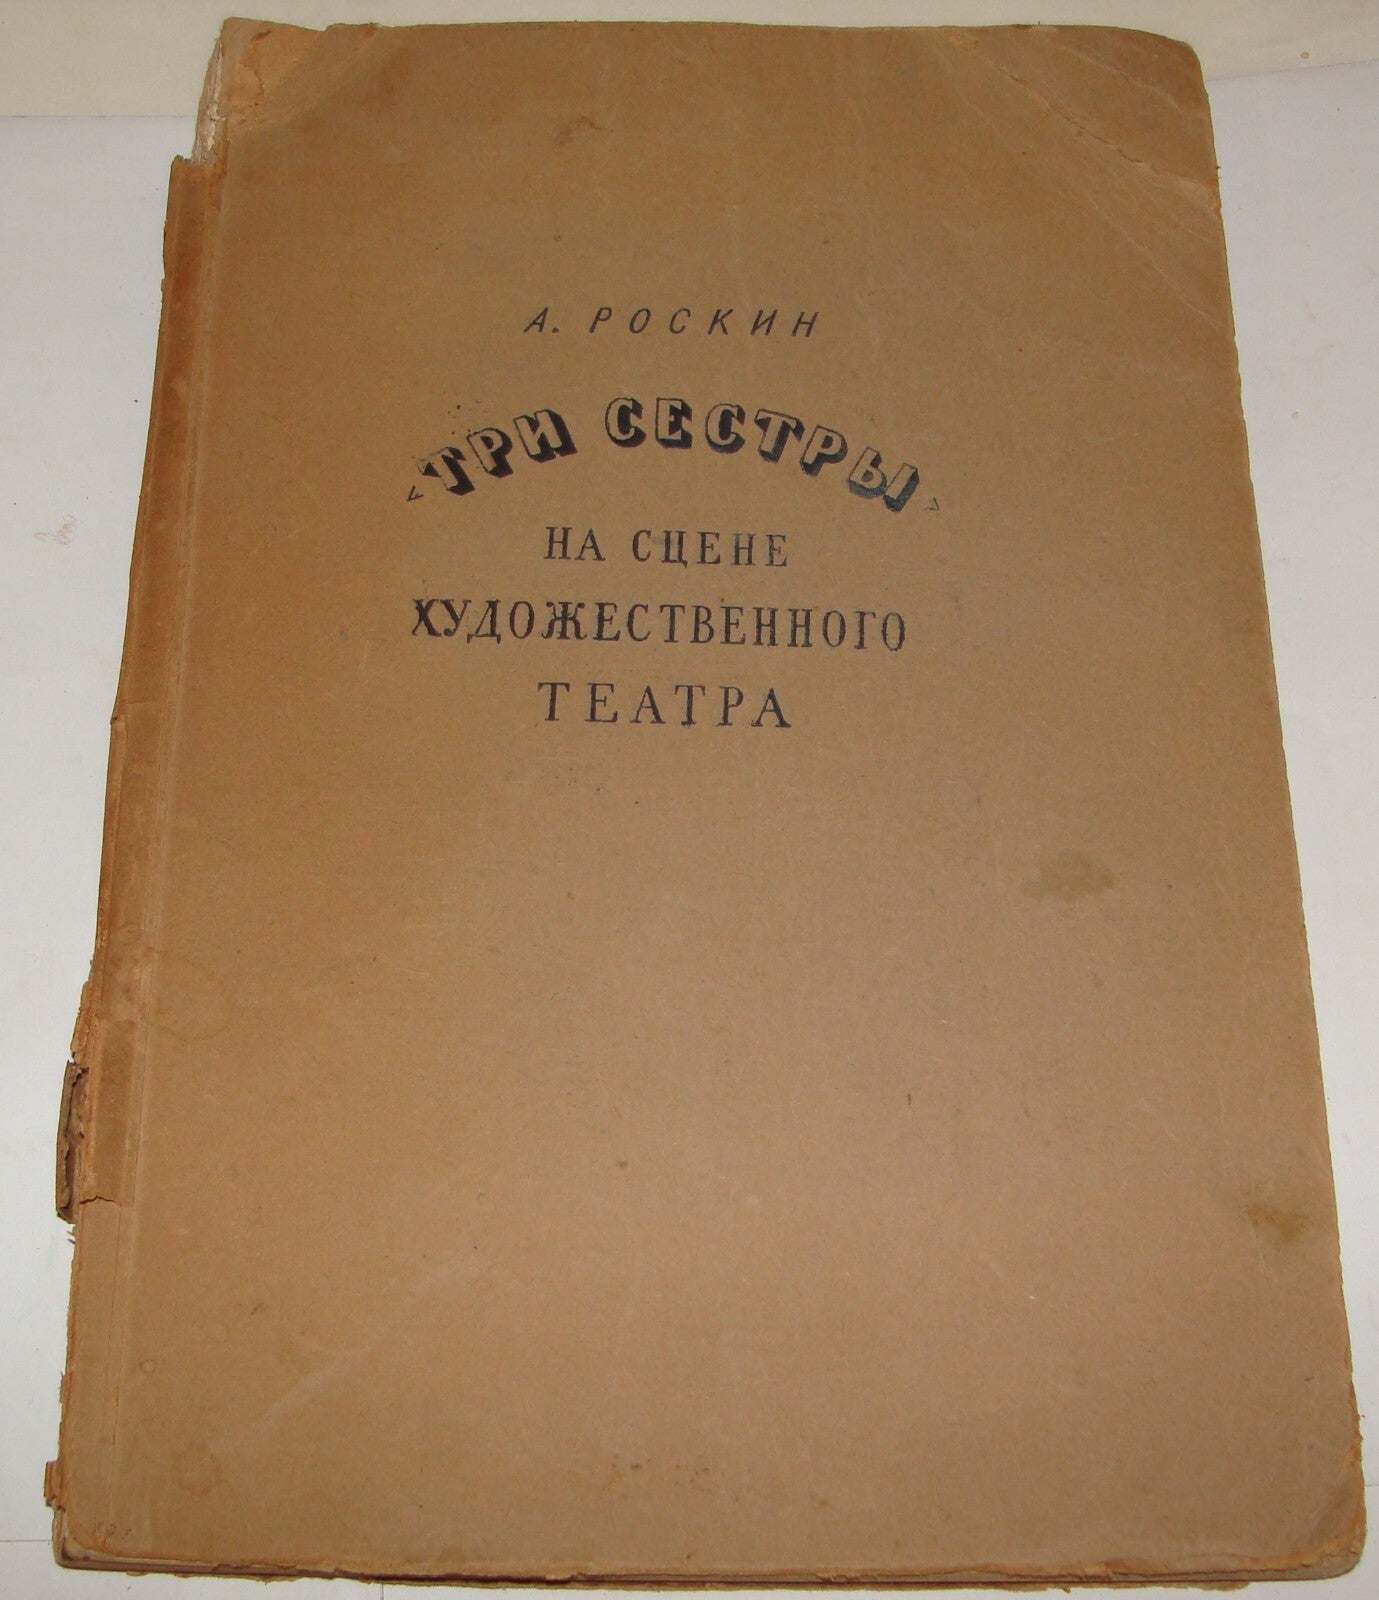 А. РОСКИН
«ТРИ СЕСТРЫ»
НА СЦЕНЕ
ХУДОЖЕСТВЕННОГО
ТЕАТРА